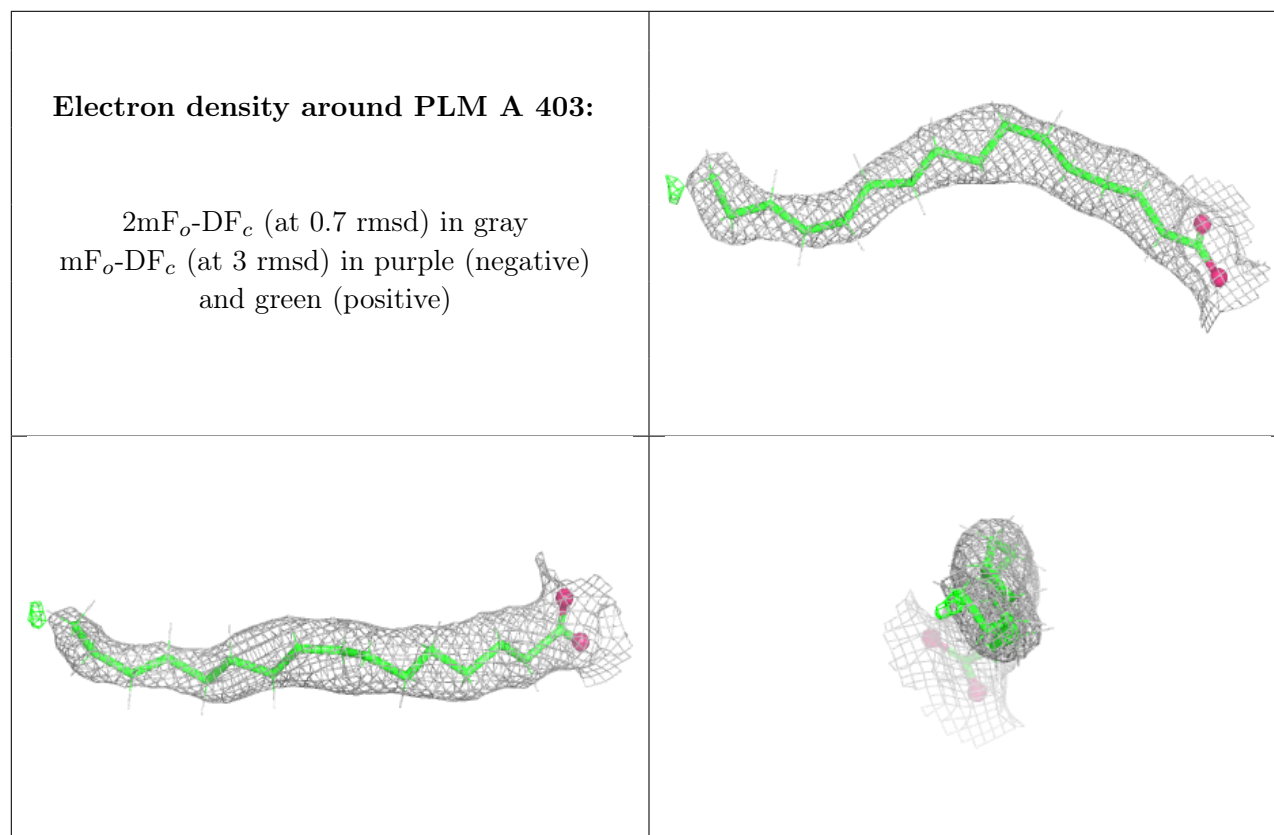 Electron density around PLM A 403:
2mFo-DFc (at 0.7 rmsd) in gray
mFo-DFc (at 3 rmsd) in purple (negative)
and green (positive)